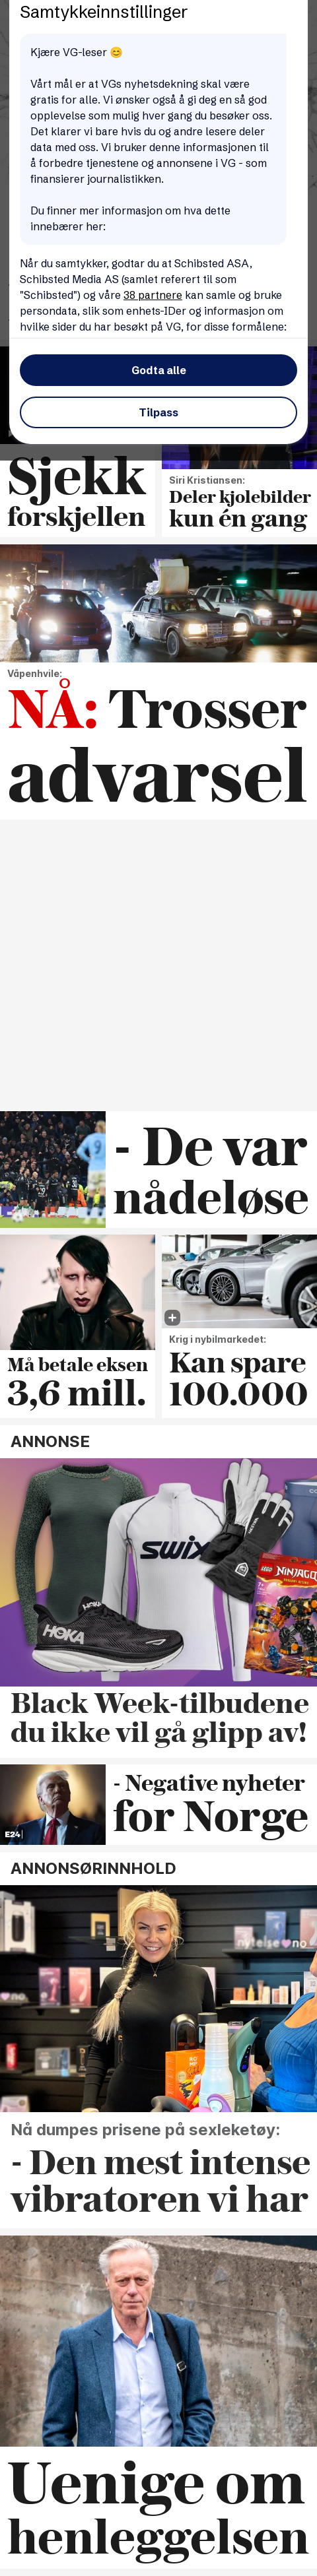 Samtykkeinnstillinger
Kjære VG-leser 😊
Vårt mål er at VGs nyhetsdekning skal være
gratis for alle. Vi ønsker også å gi deg en så god
opplevelse som mulig hver gang du besøker oss.
Det klarer vi bare hvis du og andre lesere deler
data med oss. Vi bruker denne informasjonen til
å forbedre tjenestene og annonsene i VG - som
finansierer journalistikken.
Du finner mer informasjon om hva dette
innebærer her:
Når du samtykker, godtar du at Schibsted ASA,
Schibsted Media AS (samlet referert til som
"Schibsted") og våre 38 partnere kan samle og bruke
persondata, slik som enhets-IDer og informasjon om
hvilke sider du har besøkt på VG, for disse formålene:
Godta alle
Tilpass
Sjekk
forskjellen
Siri Kristiansen:
Deler kjolebilder
kun én gang
Våpenhvile:
NÅ: Trosser
advarsel
- De var
nådeløse
Må betale eksen
3,6 mill.
Krig i nybilmarkedet:
Kan spare
100.000
ANNONSE
SWIX
HOKA
LEGO
NINJAGO
Black Week-tilbudene
du ikke vil gå glipp av!
E24
- Negative nyheter
for Norge
ANNONSØRINNHOLD
nytelse no
no
Nå dumpes prisene på sexleketøy:
- Den mest intense
vibratoren vi har
Uenige om
henleggelsen